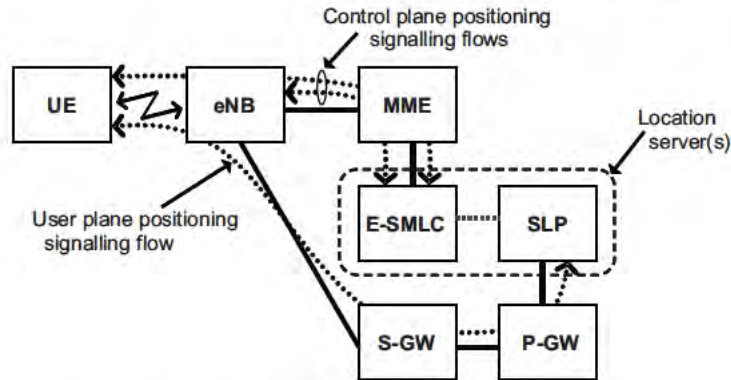 Control plane positioning
signalling flows
UE
eNB
MME
Location
server(s)
E-SMLC
SLP
User plane positioning
signalling flow
S-GW
P-GW